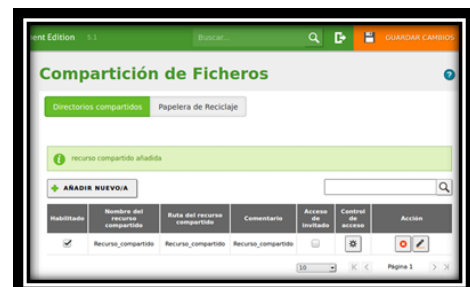 ment Edition 5.1 Buscar... GUARDAR CAMBIOS
Compartición de Ficheros
Directorios compartidos Papelera de Reciclaje
recurso compartido añadida
AÑADIR NUEVO/A
Habilitado Nombre del recurso compartido Ruta del recurso compartido Comentario Acceso de invitado Control de acceso Acción
Recurso_compartido Recurso_compartido Recurso_compartido
10 Página 1